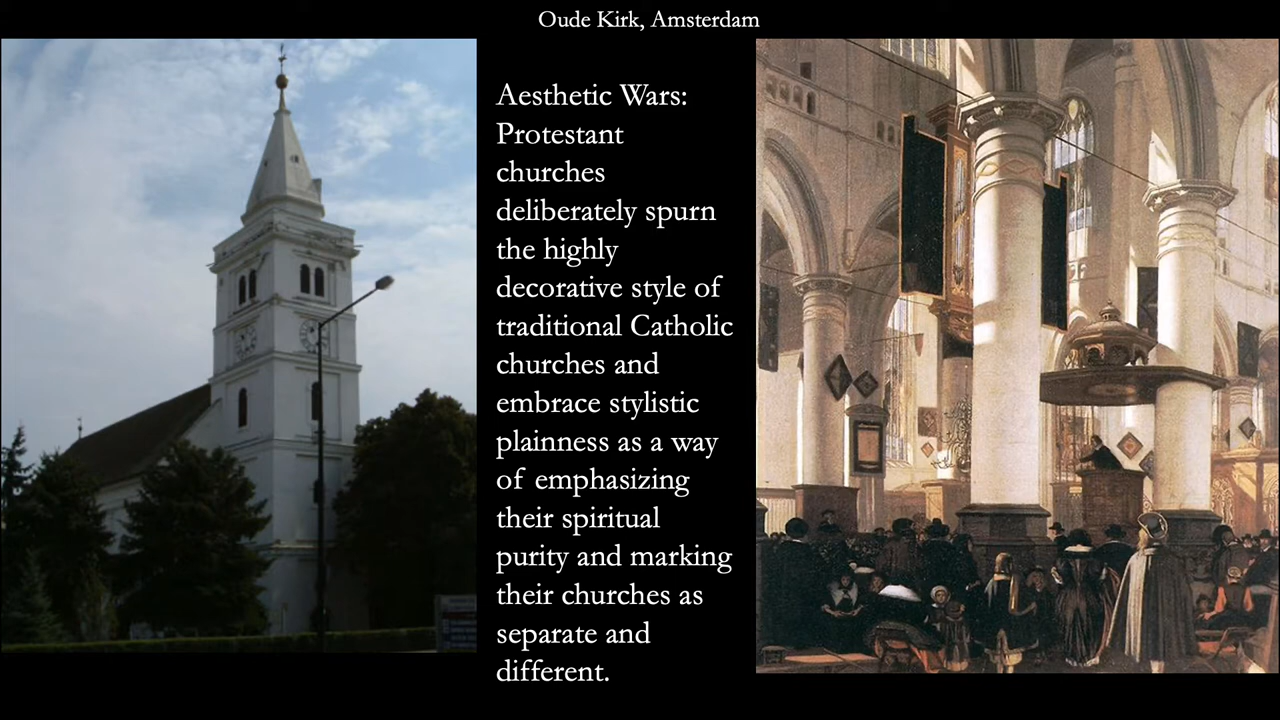 Oude Kirk, Amsterdam
Aesthetic Wars:
Protestant
churches
deliberately spurn
the highly
decorative style of
traditional Catholic
churches and
embrace stylistic
plainness as a way
of emphasizing
their spiritual
purity and marking
their churches as
separate and
different.